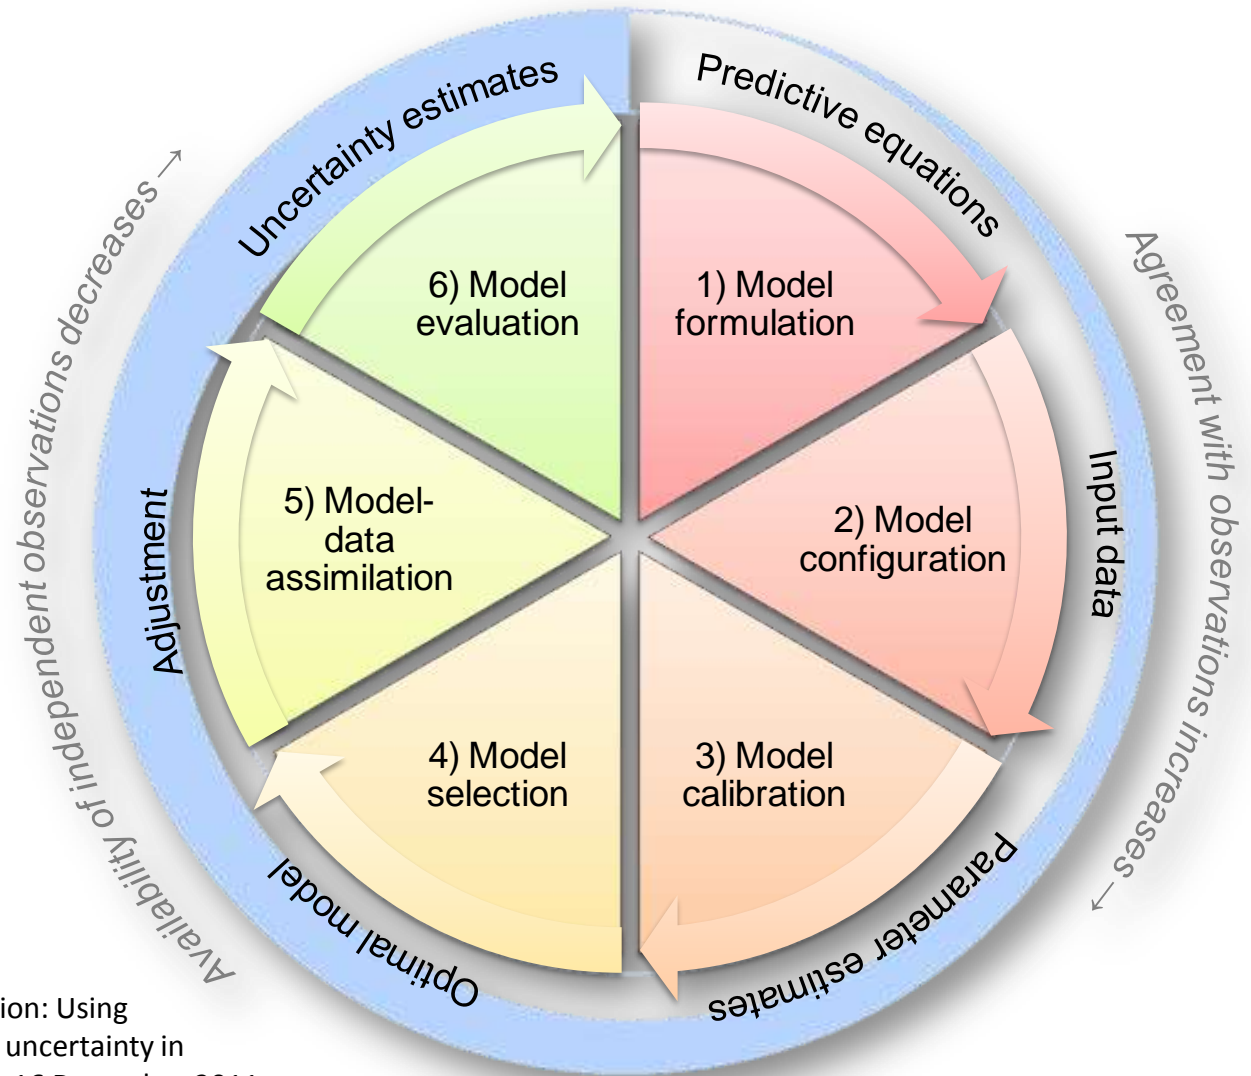 Predictive equations
Uncertainty estimates
6) Model
evaluation
1) Model
formulation
Availability of independent observations decreases →
Agreement with observations increases →
5) Model-
data
assimilation
2) Model
configuration
Adjustment
Input data
4) Model
selection
3) Model
calibration
Optimal model
Parameter estimates
ion: Using
uncertainty in